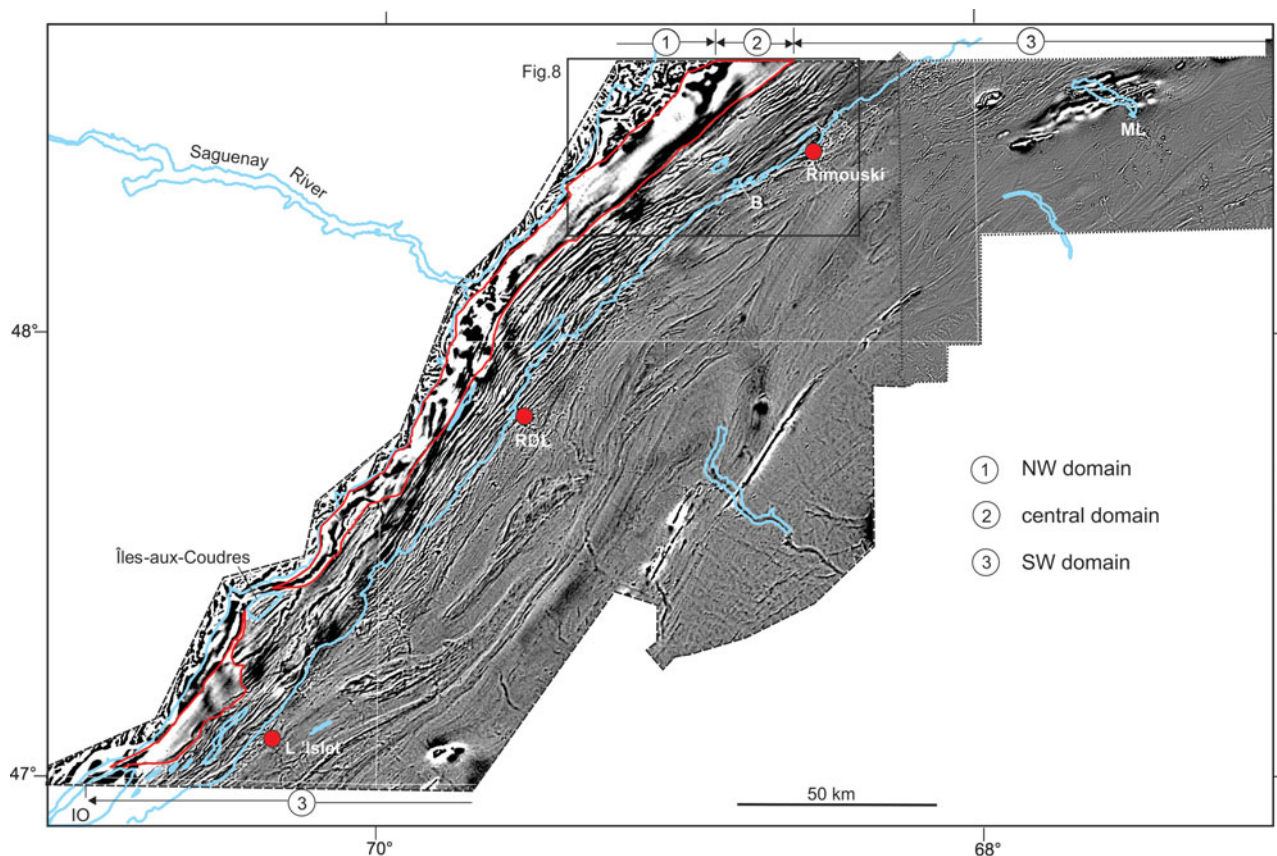 1
2
3
Fig.8
ML
Saguenay
River
Rimouski
B
48°
RDL
1 NW domain
2 central domain
3 SW domain
Îles-aux-Coudres
L 'Islet
47°
50 km
3
IO
70°
68°